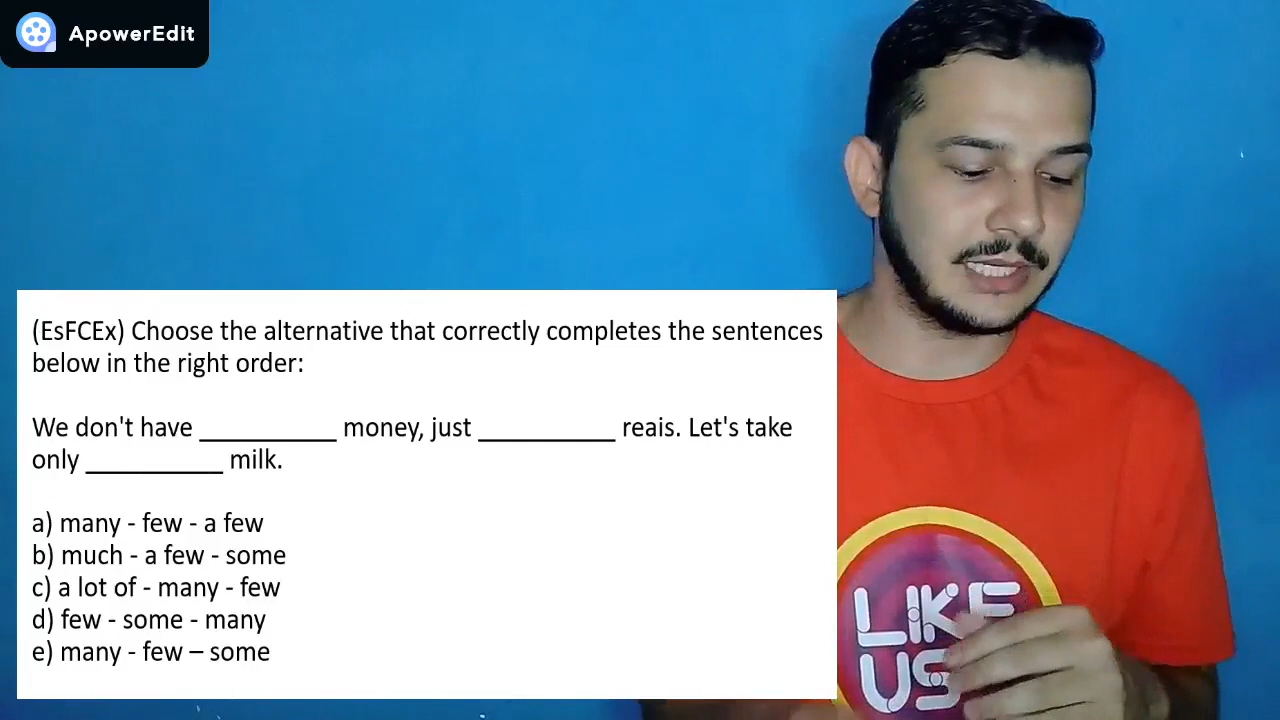 ApowerEdit
(EsFCEx) Choose the alternative that correctly completes the sentences
below in the right order:
We don't have __________ money, just __________ reais. Let's take
only __________ milk.
a) many - few - a few
b) much - a few - some
c) a lot of - many - few
d) few - some - many
e) many - few – some
LIKE
US